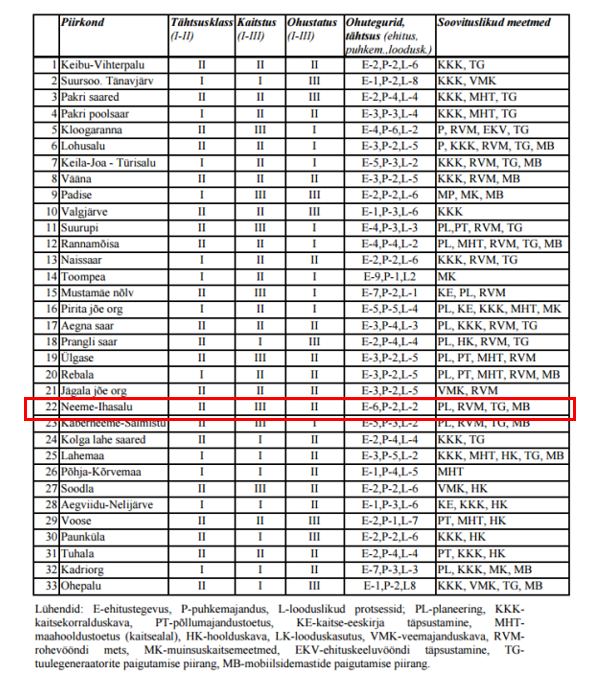 Piirkond Tähtsusklass (I-II) Kaitstus (I-III) Ohustatus (I-III) Ohutegurid, tähtsus (ehitus, puhkem.,loodusk.) Soovituslikud meetmed
1 Keibu-Vihterpalu II II II E-2,P-2,L-6 KKK, TG
2 Suursoo. Tänavjärv I I III E-1,P-2,L-8 KKK, VMK
3 Pakri saared II II III E-2,P-4,L-4 KKK, MHT, TG
4 Pakri poolsaar I II II E-3,P-4,L-3 KKK, MHT, TG
5 Kloogaranna II III I E-4,P-6,L-2 P, RVM, EKV, TG
6 Lohusalu II II I E-3,P-2,L-5 P, KKK, RVM, TG, MB
7 Keila-Joa - Türisalu I II I E-5,P-3,L-2 KKK, RVM, TG, MB
8 Vääna II II II E-3,P-2,L-5 KKK, RVM, MB
9 Padise I III III E-2,P-2,L-6 MP, MK, MB
10 Valgjärve II II III E-1,P-3,L-6 KKK
11 Suurupi II III I E-4,P-3,L-3 PL,PT, RVM, TG
12 Rannamõisa II II I E-4,P-4,L-2 PL, MHT, RVM, TG, MB
13 Naissaar II I II E-2,P-2,L-6 KKK, RVM, TG
14 Toompea I II I E-9,P-1,L2 MK
15 Mustamäe nõlv II III I E-7,P-2,L-1 KE, PL, RVM
16 Pirita jõe org I II I E-5,P-5,L-4 PL, KE, KKK, MHT, MK
17 Aegna saar II II II E-3,P-4,L-3 PL, KKK, RVM, TG
18 Prangli saar II I III E-2,P-4,L-4 PL, HK, RVM, TG
19 Ülgase II III II E-3,P-2,L-5 PL, PT, MHT, RVM
20 Rebala I III II E-3,P-2,L-5 PL, PT, MHT, RVM, MB
21 Jägala jõe org II II II E-3,P-2,L-5 VMK, RVM
22 Neeme-Ihasalu II III II E-6,P-2,L-2 PL, RVM, TG, MB
23 Kaberneeme-Salmistu II III I E-5,P-3,L-2 PL, RVM, TG, MB
24 Kolga lahe saared II I II E-2,P-4,L-4 KKK, TG
25 Lahemaa I I II E-3,P-5,L-2 KKK, MHT, HK, TG, MB
26 Põhja-Kõrvemaa I I II E-1,P-4,L-5 MHT
27 Soodla II III II E-2,P-2,L-6 VMK, HK
28 Aegviidu-Nelijärve I I II E-1,P-3,L-6 KE, KKK, HK
29 Voose II II III E-2,P-1,L-7 PT, MHT, HK
30 Paunküla II I II E-2,P-2,L-6 KKK, HK
31 Tuhala II II II E-2,P-4,L-4 PT, KKK, HK
32 Kadriorg I I II E-7,P-3,L-3 PL, KKK, MK, MB
33 Ohepalu II I III E-1,P-2,L8 KKK, VMK, TG, MB
Lühendid: E-ehitustegevus, P-puhkemajandus, L-looduslikud protsessid; PL-planeering, KKK-
kaitsekorralduskava, PT-põllumajandustoetus, KE-kaitse-eeskirja täpsustamine, MHT-
maahooldustoetus (kaitsealal), HK-hoolduskava, LK-looduskasutus, VMK-veemajanduskava, RVM-
rohevööndi mets, MK-muinsuskaitsemeetmed, EKV-ehituskeeluvööndi täpsustamine, TG-
tuulegeneraatorite paigutamise piirang, MB-mobiilsidemastide paigutamise piirang.